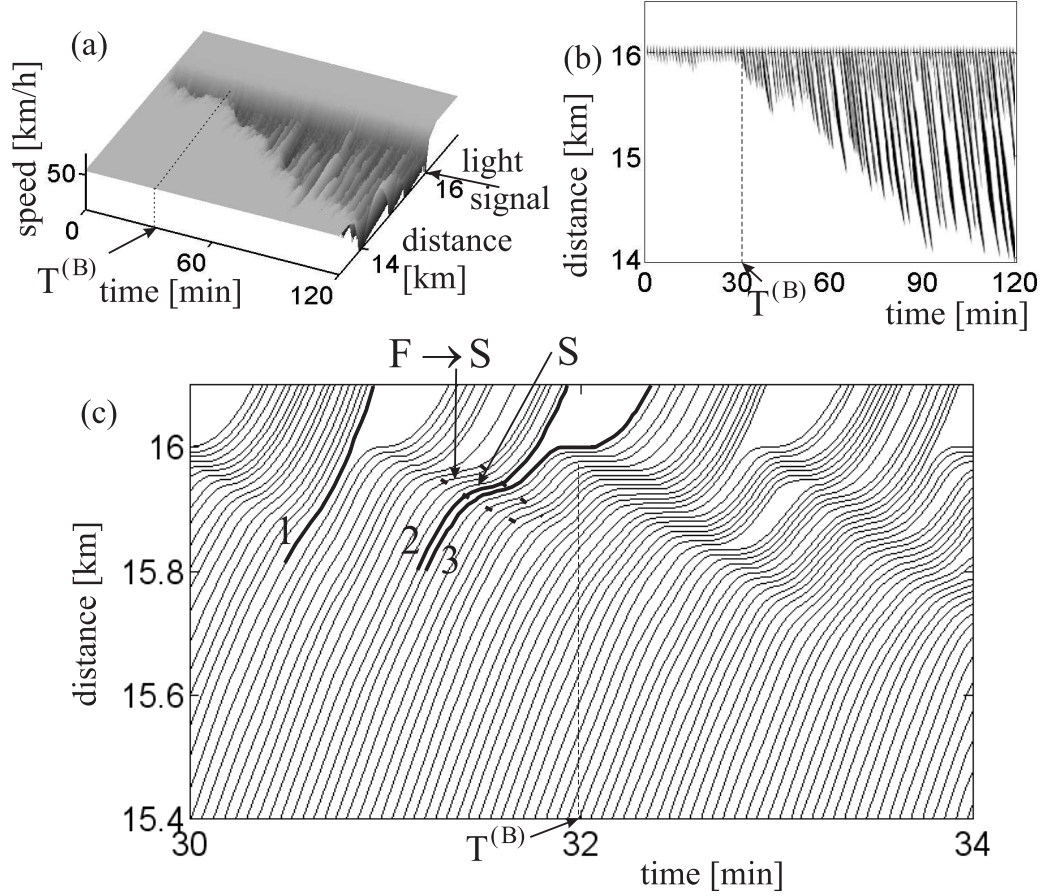 (a)
speed [km/h]
50
0
60
120
T(B)
time [min]
14
16
light
signal
distance
[km]
(b)
distance [km]
16
15
14
0
30
60
90
120
T(B)
time [min]
F → S
S
(c)
distance [km]
16
15.8
15.6
15.4
1
2
3
30
32
34
T(B)
time [min]